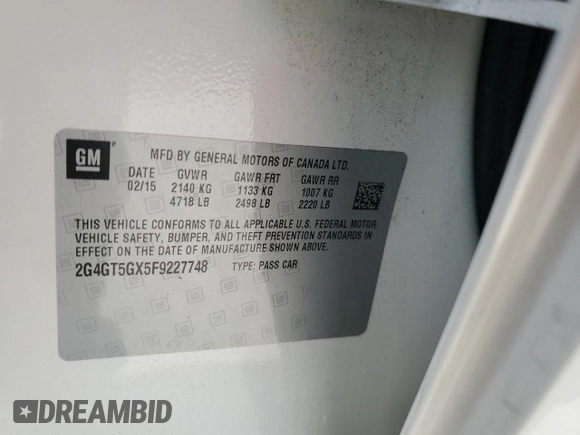 GM
MFD BY GENERAL MOTORS OF CANADA LTD.
DATE GVWR GAWR FRT GAWR RR
02/15 2140 KG 1133 KG 1007 KG
4718 LB 2498 LB 2220 LB
THIS VEHICLE CONFORMS TO ALL APPLICABLE U.S. FEDERAL MOTOR
VEHICLE SAFETY, BUMPER, AND THEFT PREVENTION STANDARDS IN
EFFECT ON THE DATE OF MANUFACTURE SHOWN ABOVE.
2G4GT5GX5F9227748 TYPE: PASS CAR
DREAMBID